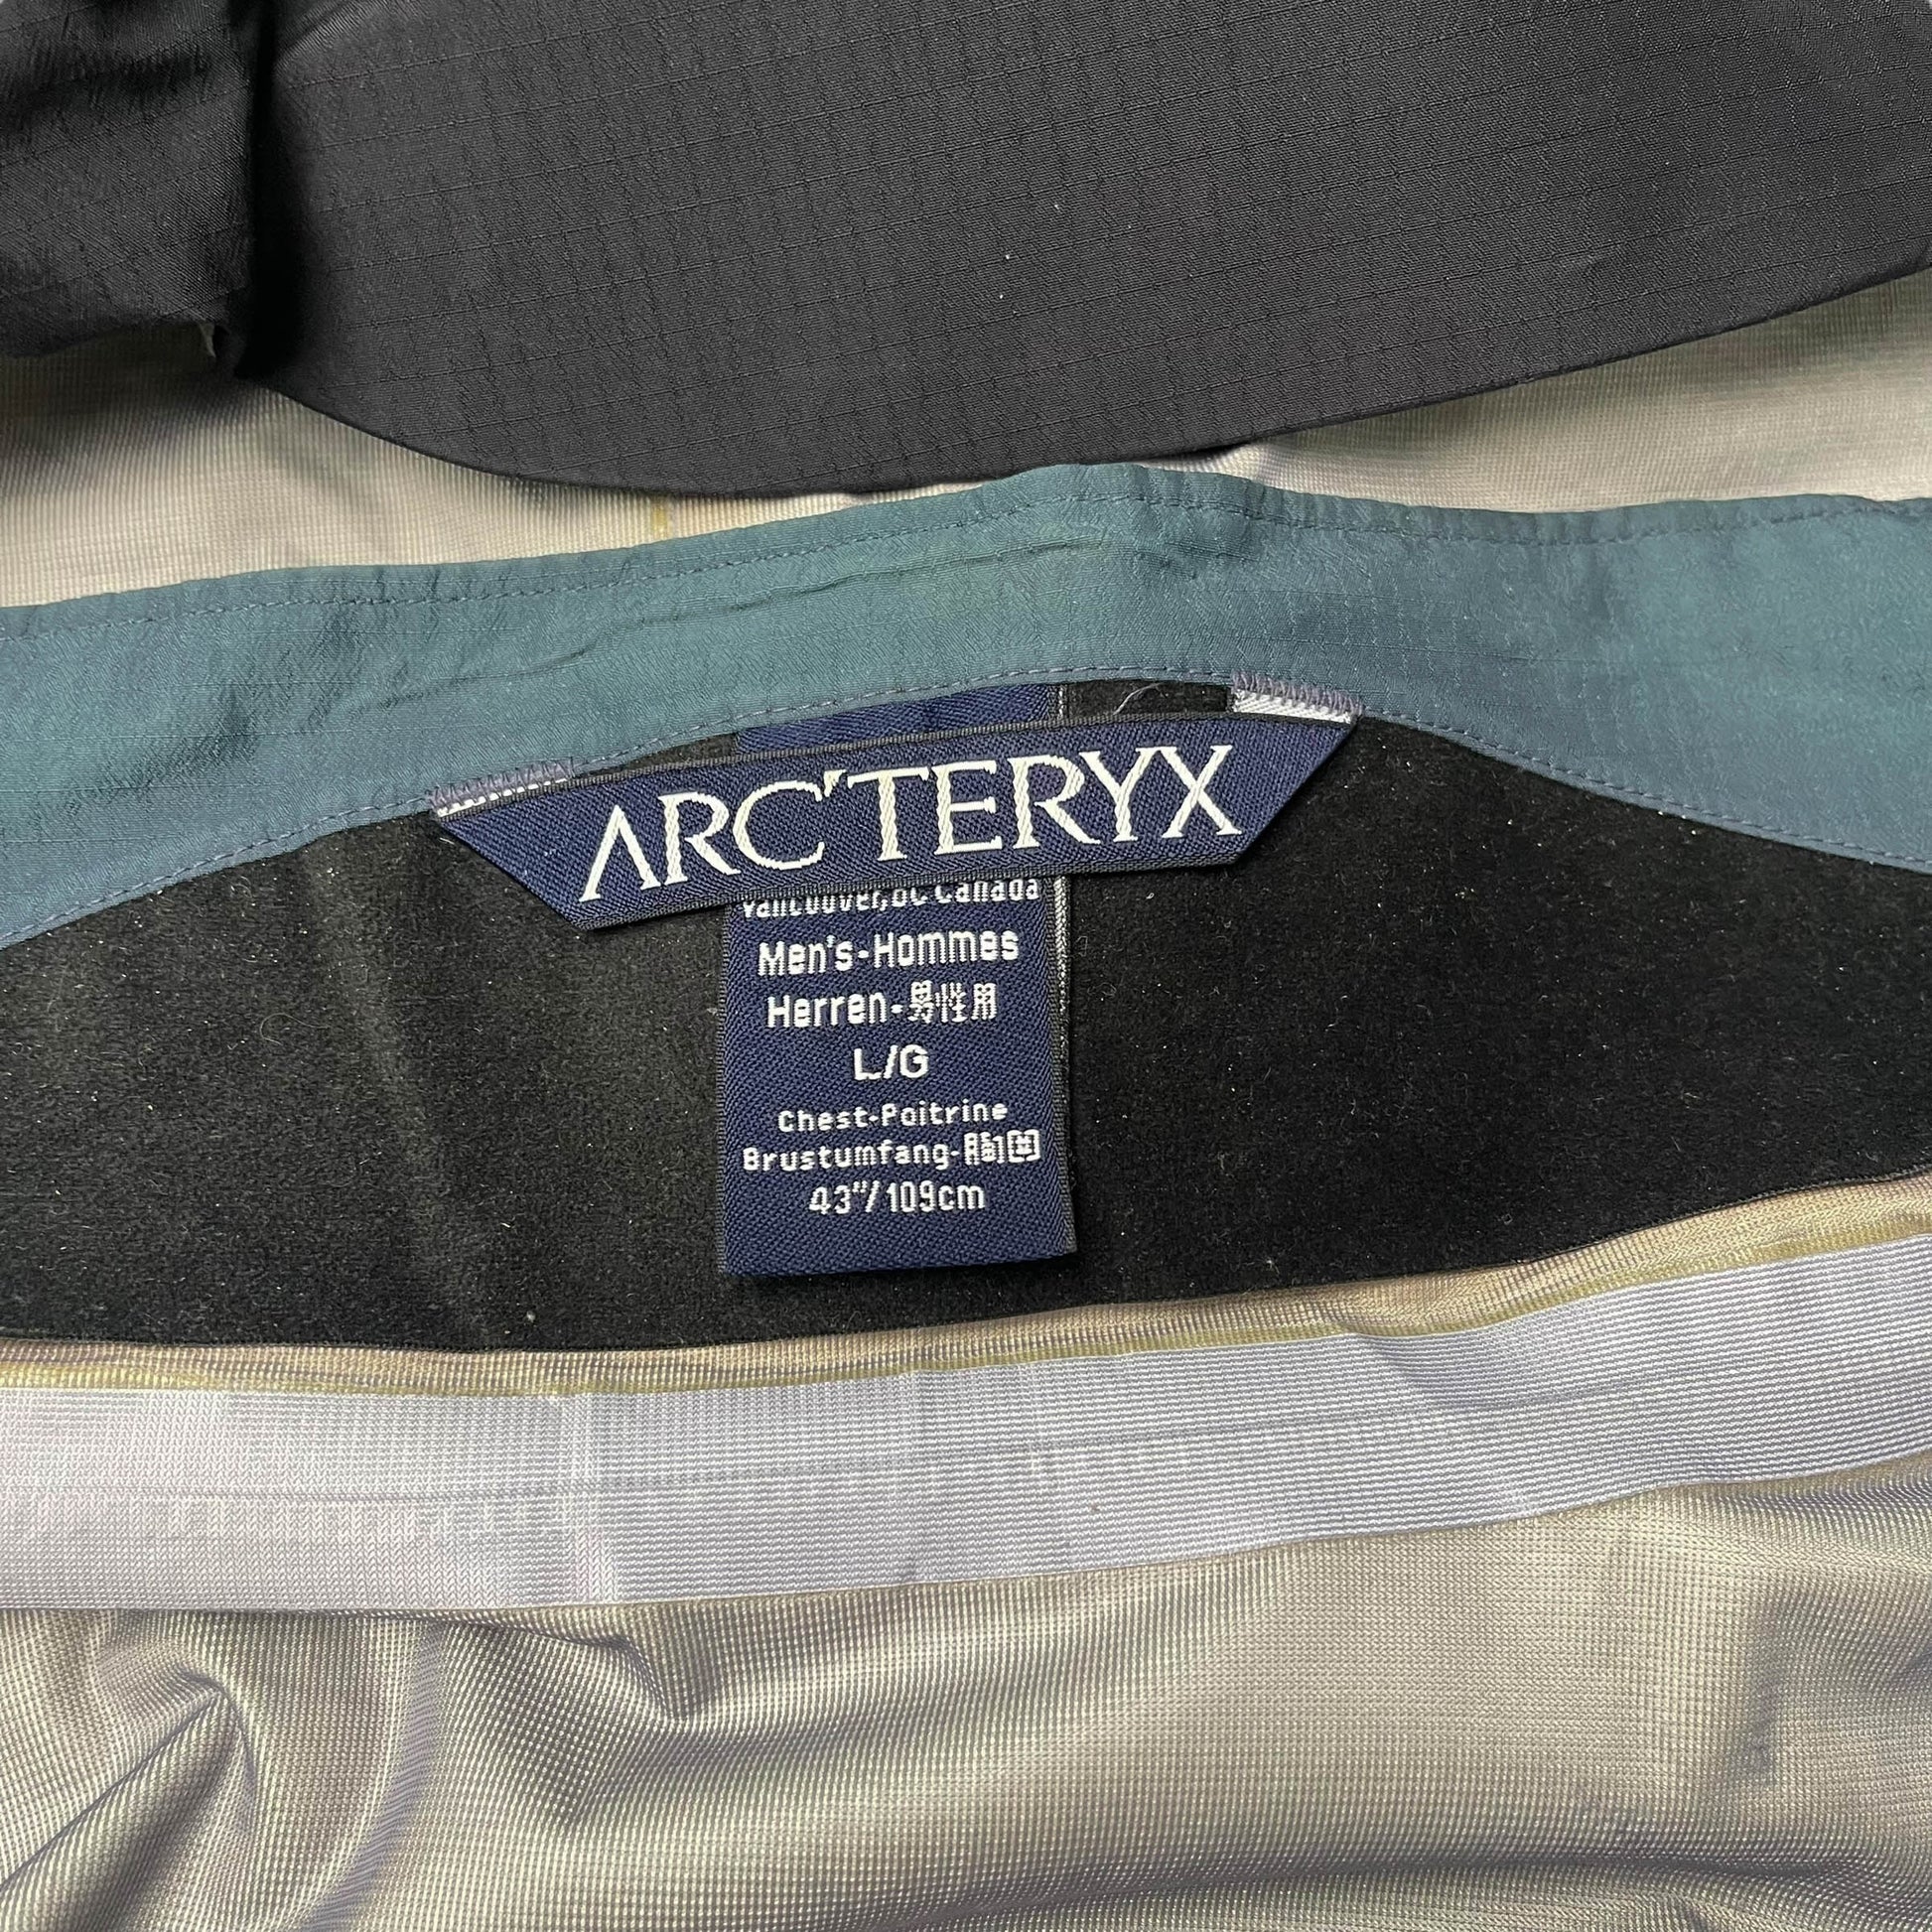 ARC'TERYX
Vancouver, BC Canada
Men's-Hommes
Herren-男性用
L/G
Chest-Poitrine
Brustumfang-胸囲
43"/109cm